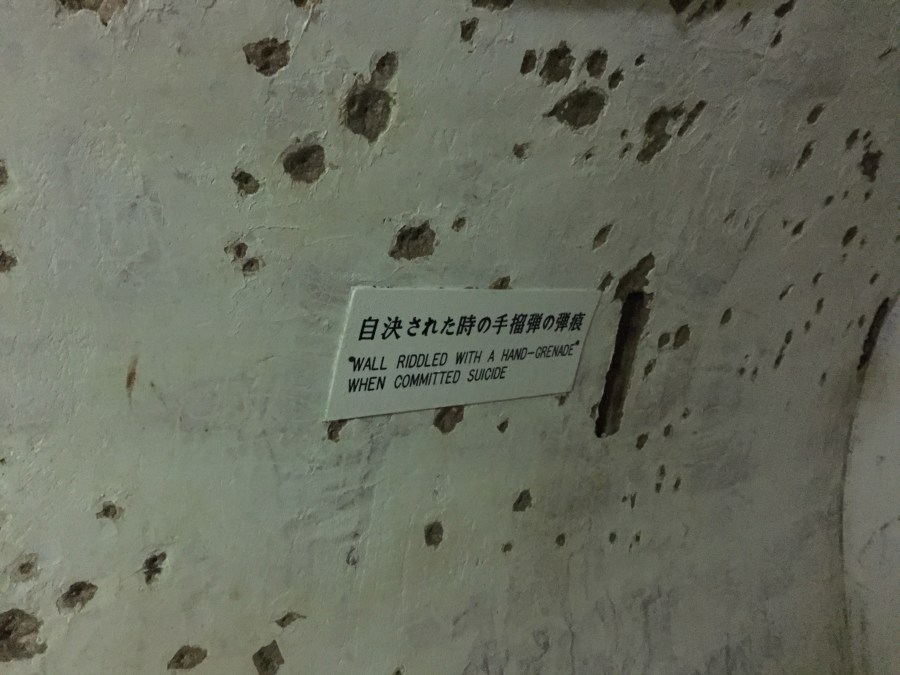 自決された時の手榴弾の弾痕
"WALL RIDDLED WITH A HAND-GRENADE"
WHEN COMMITTED SUICIDE